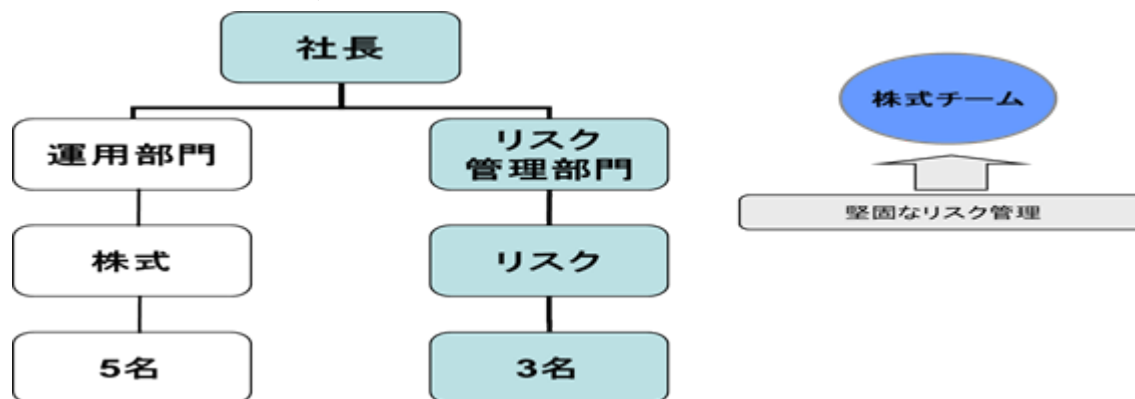 社長
運用部門
リスク
管理部門
株式
リスク
5名
3名
株式チーム
堅固なリスク管理